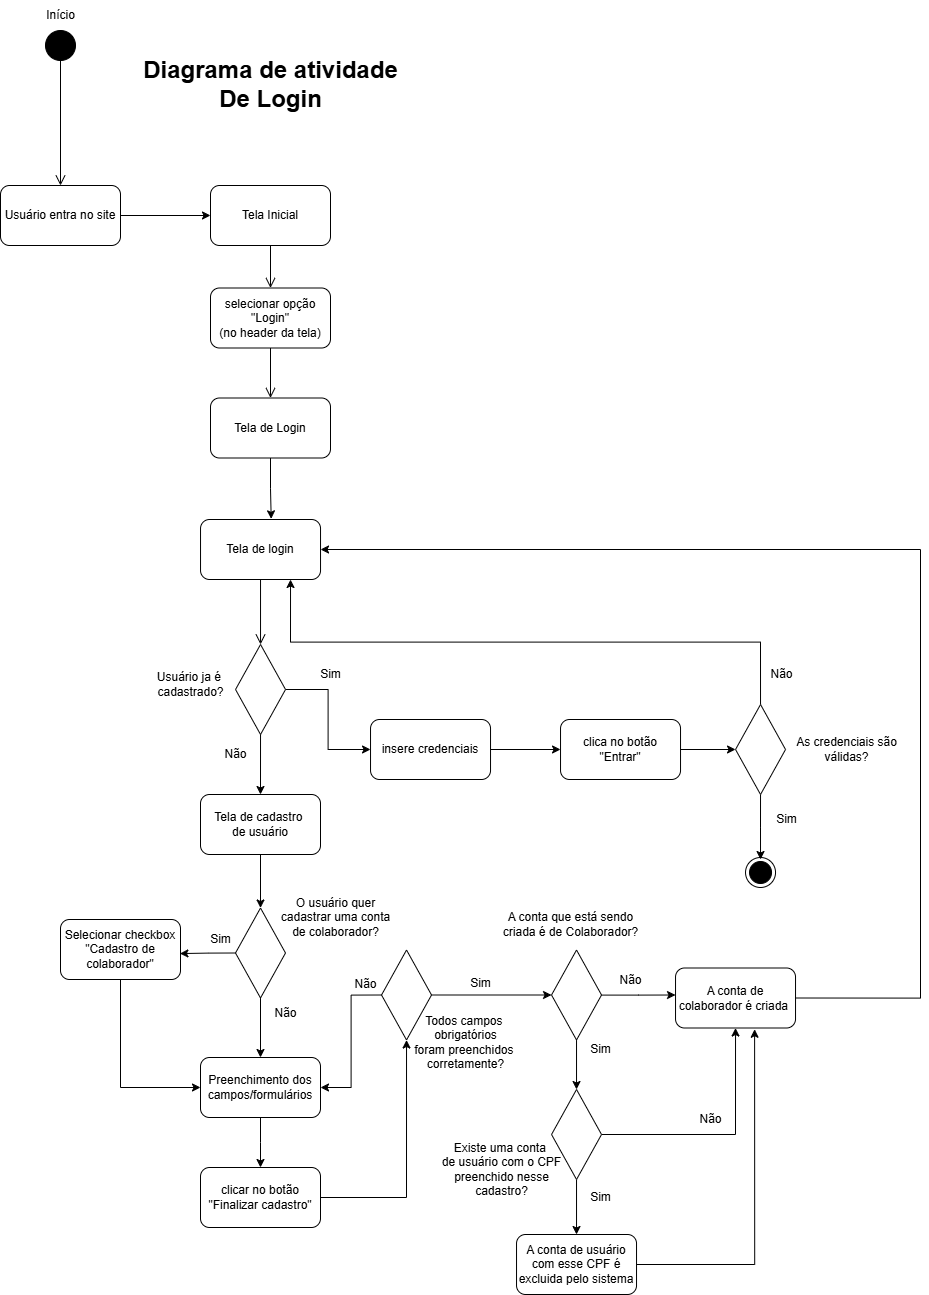 Início
Diagrama de atividade
De Login
Usuário entra no site
Tela Inicial
selecionar opção
"Login"
(no header da tela)
Tela de Login
Tela de login
Usuário ja é
cadastrado?
Sim
Não
insere credenciais
clica no botão
"Entrar"
Não
As credenciais são
válidas?
Sim
Tela de cadastro
de usuário
O usuário quer
cadastrar uma conta
de colaborador?
Sim
Selecionar checkbox
"Cadastro de
colaborador"
Não
Preenchimento dos
campos/formulários
clicar no botão
"Finalizar cadastro"
Não
Sim
Todos campos
obrigatórios
foram preenchidos
corretamente?
A conta que está sendo
criada é de Colaborador?
Não
Sim
A conta de
colaborador é criada
Existe uma conta
de usuário com o CPF
preenchido nesse
cadastro?
Não
Sim
A conta de usuário
com esse CPF é
excluida pelo sistema